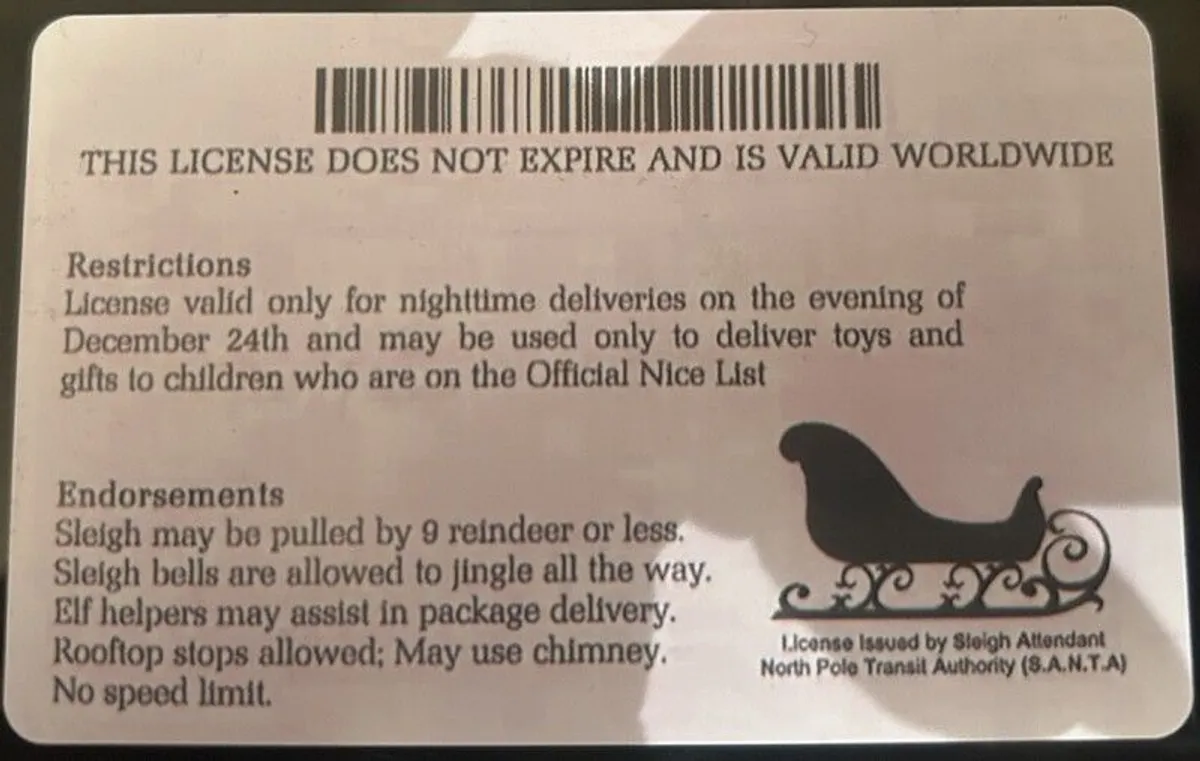 THIS LICENSE DOES NOT EXPIRE AND IS VALID WORLDWIDE
Restrictions
License valid only for nighttime deliveries on the evening of
December 24th and may be used only to deliver toys and
gifts to children who are on the Official Nice List
Endorsements
Sleigh may be pulled by 9 reindeer or less.
Sleigh bells are allowed to jingle all the way.
Elf helpers may assist in package delivery.
Rooftop stops allowed; May use chimney.
No speed limit.
License Issued by Sleigh Attendant
North Pole Transit Authority (S.A.N.T.A)